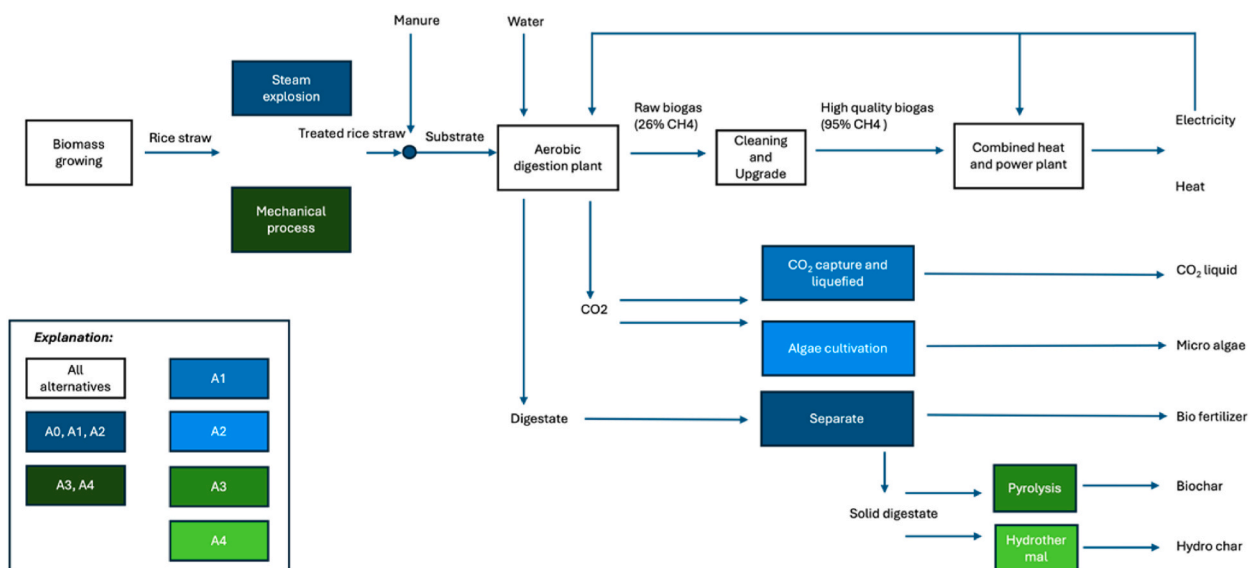 Manure
Water
Steam
explosion
Raw biogas
(26% CH4)
High quality biogas
(95% CH4 )
Electricity
Biomass
growing
Rice straw
Treated rice straw
Substrate
Aerobic
digestion plant
Cleaning
and
Upgrade
Combined heat
and power plant
Heat
Mechanical
process
CO2
CO₂ capture and
liquefied
CO₂ liquid
Algae cultivation
Micro algae
Digestate
Separate
Bio fertilizer
Solid digestate
Pyrolysis
Biochar
Hydrother
mal
Hydro char
Explanation:
All
alternatives
A1
A0, A1, A2
A2
A3, A4
A3
A4